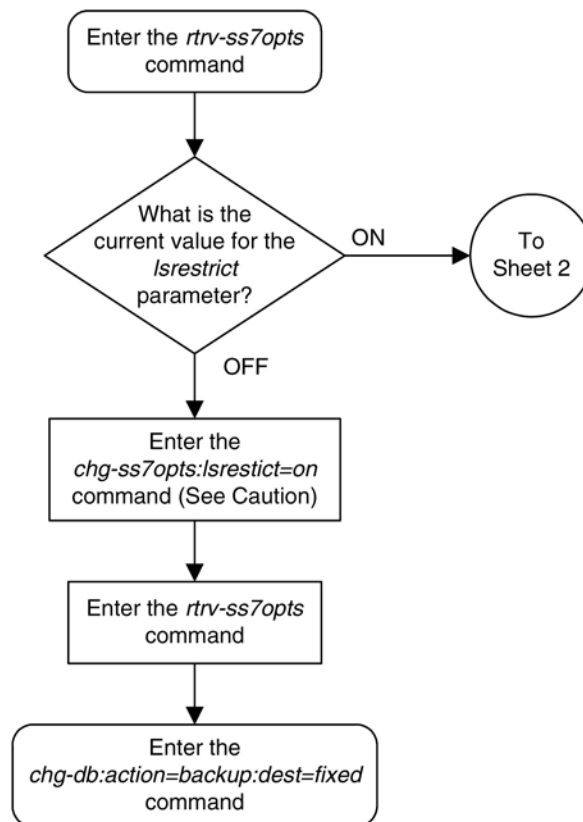 Enter the rtrv-ss7opts
command
What is the
current value for the
lsrestrict
parameter?
ON
To
Sheet 2
OFF
Enter the
chg-ss7opts:lsrestict=on
command (See Caution)
Enter the rtrv-ss7opts
command
Enter the
chg-db:action=backup:dest=fixed
command